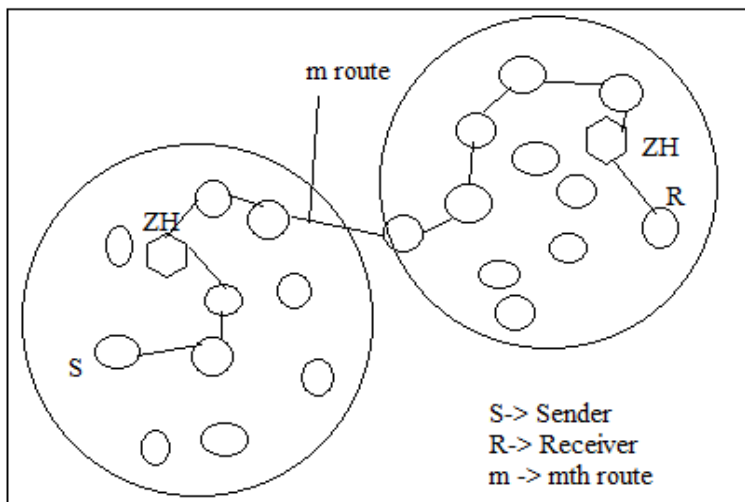 m route
ZH
R
ZH
S
S-> Sender
R-> Receiver
m -> mth route